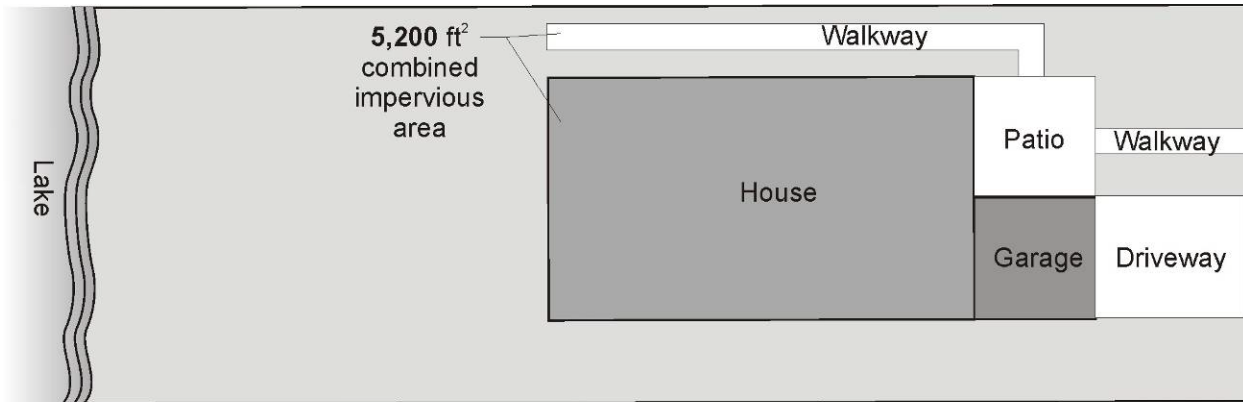 5,200 ft²
combined
impervious
area
Walkway
Patio
Walkway
Lake
House
Garage
Driveway